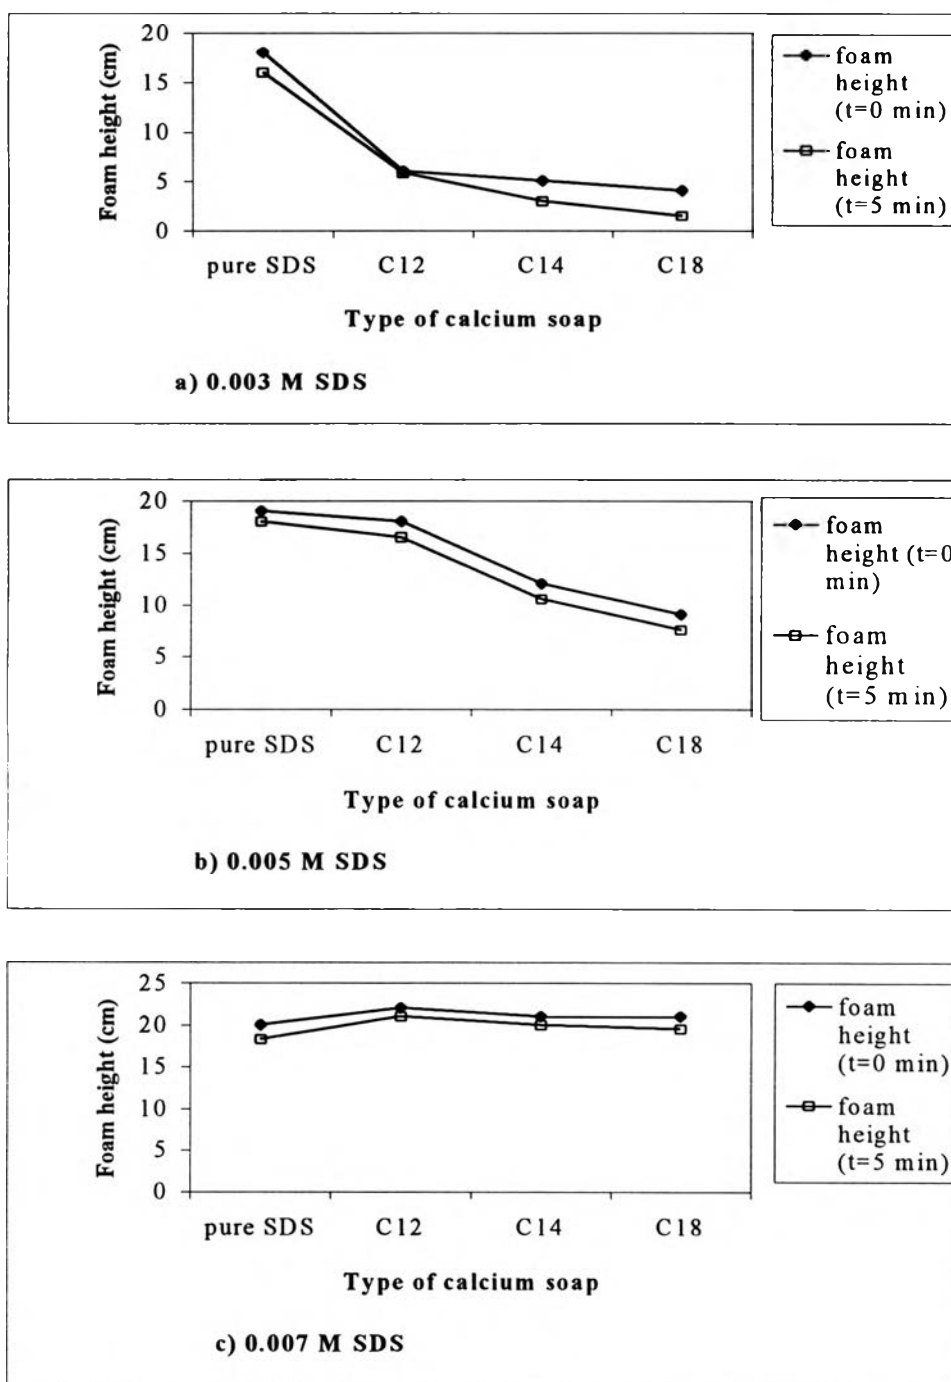 20
15
10
5
0
Foam height (cm)
pure SDS C12 C14 C18
Type of calcium soap
a) 0.003 M SDS
foam
height
(t=0 min)
foam
height
(t=5 min)
20
15
10
5
0
Foam height (cm)
pure SDS C12 C14 C18
Type of calcium soap
b) 0.005 M SDS
foam
height (t=0
min)
foam
height
(t=5 min)
25
20
15
10
5
0
Foam height (cm)
pure SDS C12 C14 C18
Type of calcium soap
c) 0.007 M SDS
foam
height
(t=0 min)
foam
height
(t=5 min)